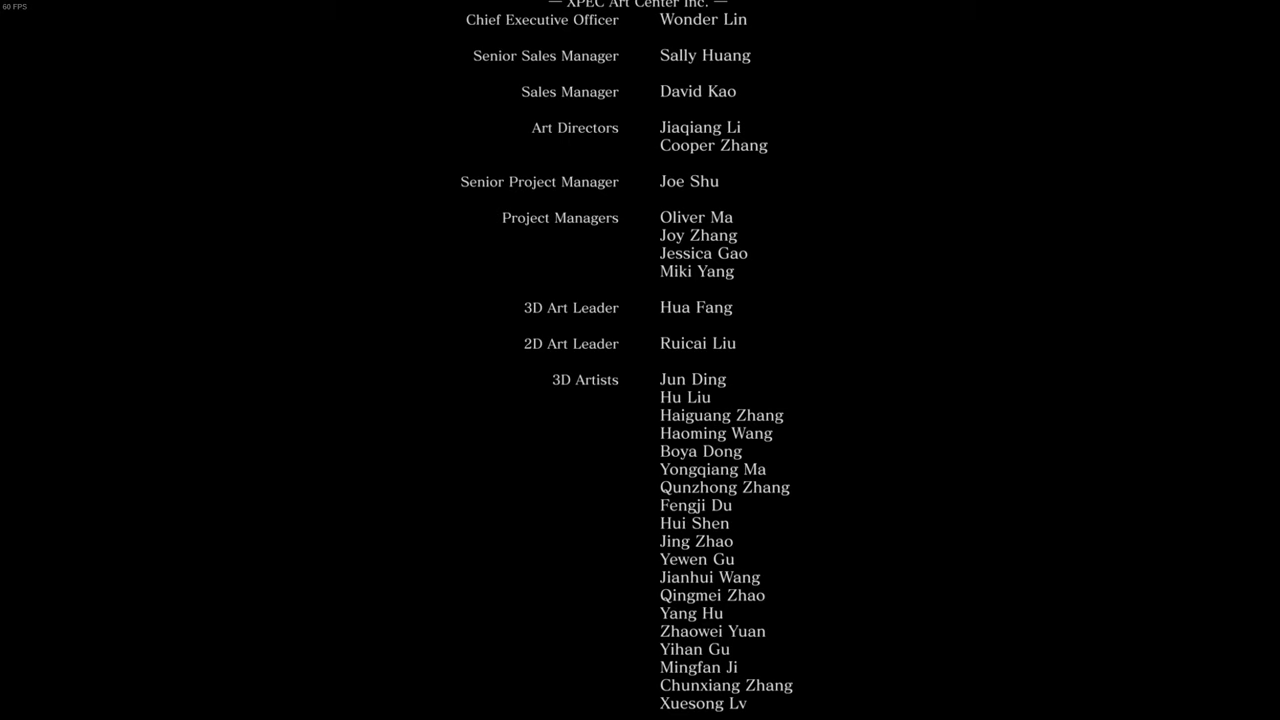 60 FPS
— XPEC Art Center Inc. —
Chief Executive Officer Wonder Lin
Senior Sales Manager Sally Huang
Sales Manager David Kao
Art Directors Jiaqiang Li
Cooper Zhang
Senior Project Manager Joe Shu
Project Managers Oliver Ma
Joy Zhang
Jessica Gao
Miki Yang
3D Art Leader Hua Fang
2D Art Leader Ruicai Liu
3D Artists Jun Ding
Hu Liu
Haiguang Zhang
Haoming Wang
Boya Dong
Yongqiang Ma
Qunzhong Zhang
Fengji Du
Hui Shen
Jing Zhao
Yewen Gu
Jianhui Wang
Qingmei Zhao
Yang Hu
Zhaowei Yuan
Yihan Gu
Mingfan Ji
Chunxiang Zhang
Xuesong Lv